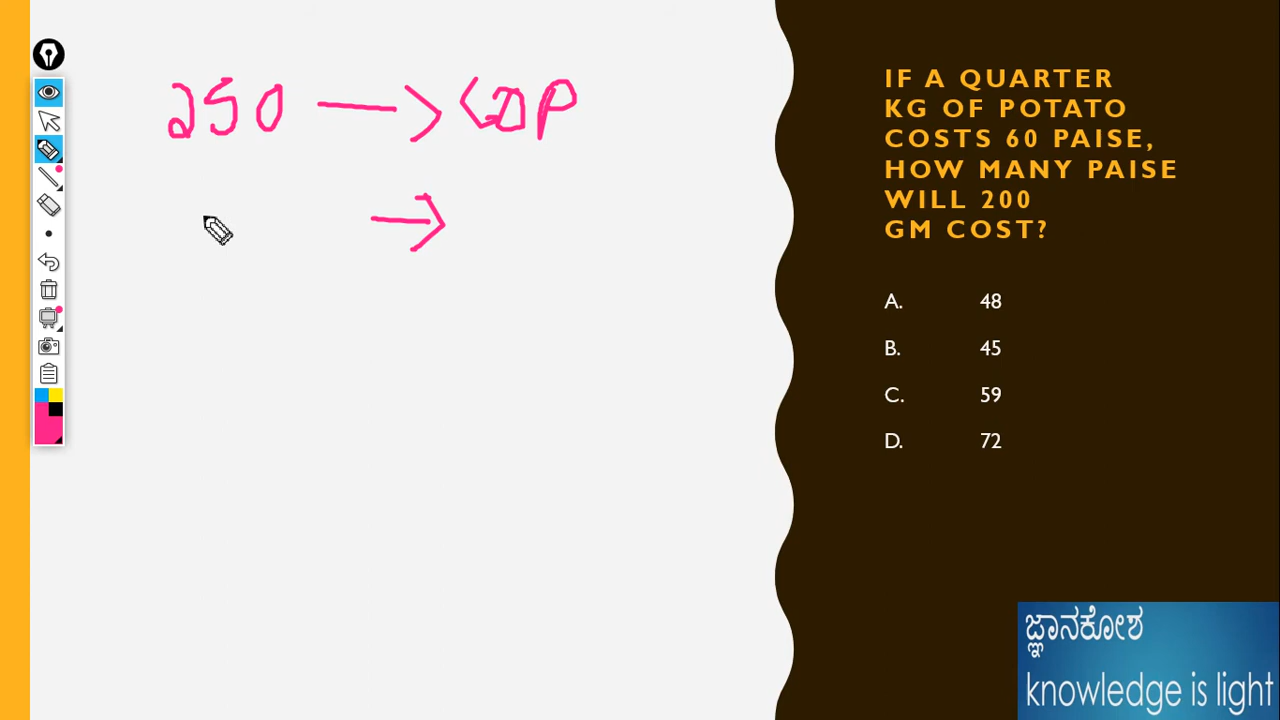 250 → 60P
→
IF A QUARTER
KG OF POTATO
COSTS 60 PAISE,
HOW MANY PAISE
WILL 200
GM COST?
A. 48
B. 45
C. 59
D. 72
ಜ್ಞಾನಕೋಶ
knowledge is light